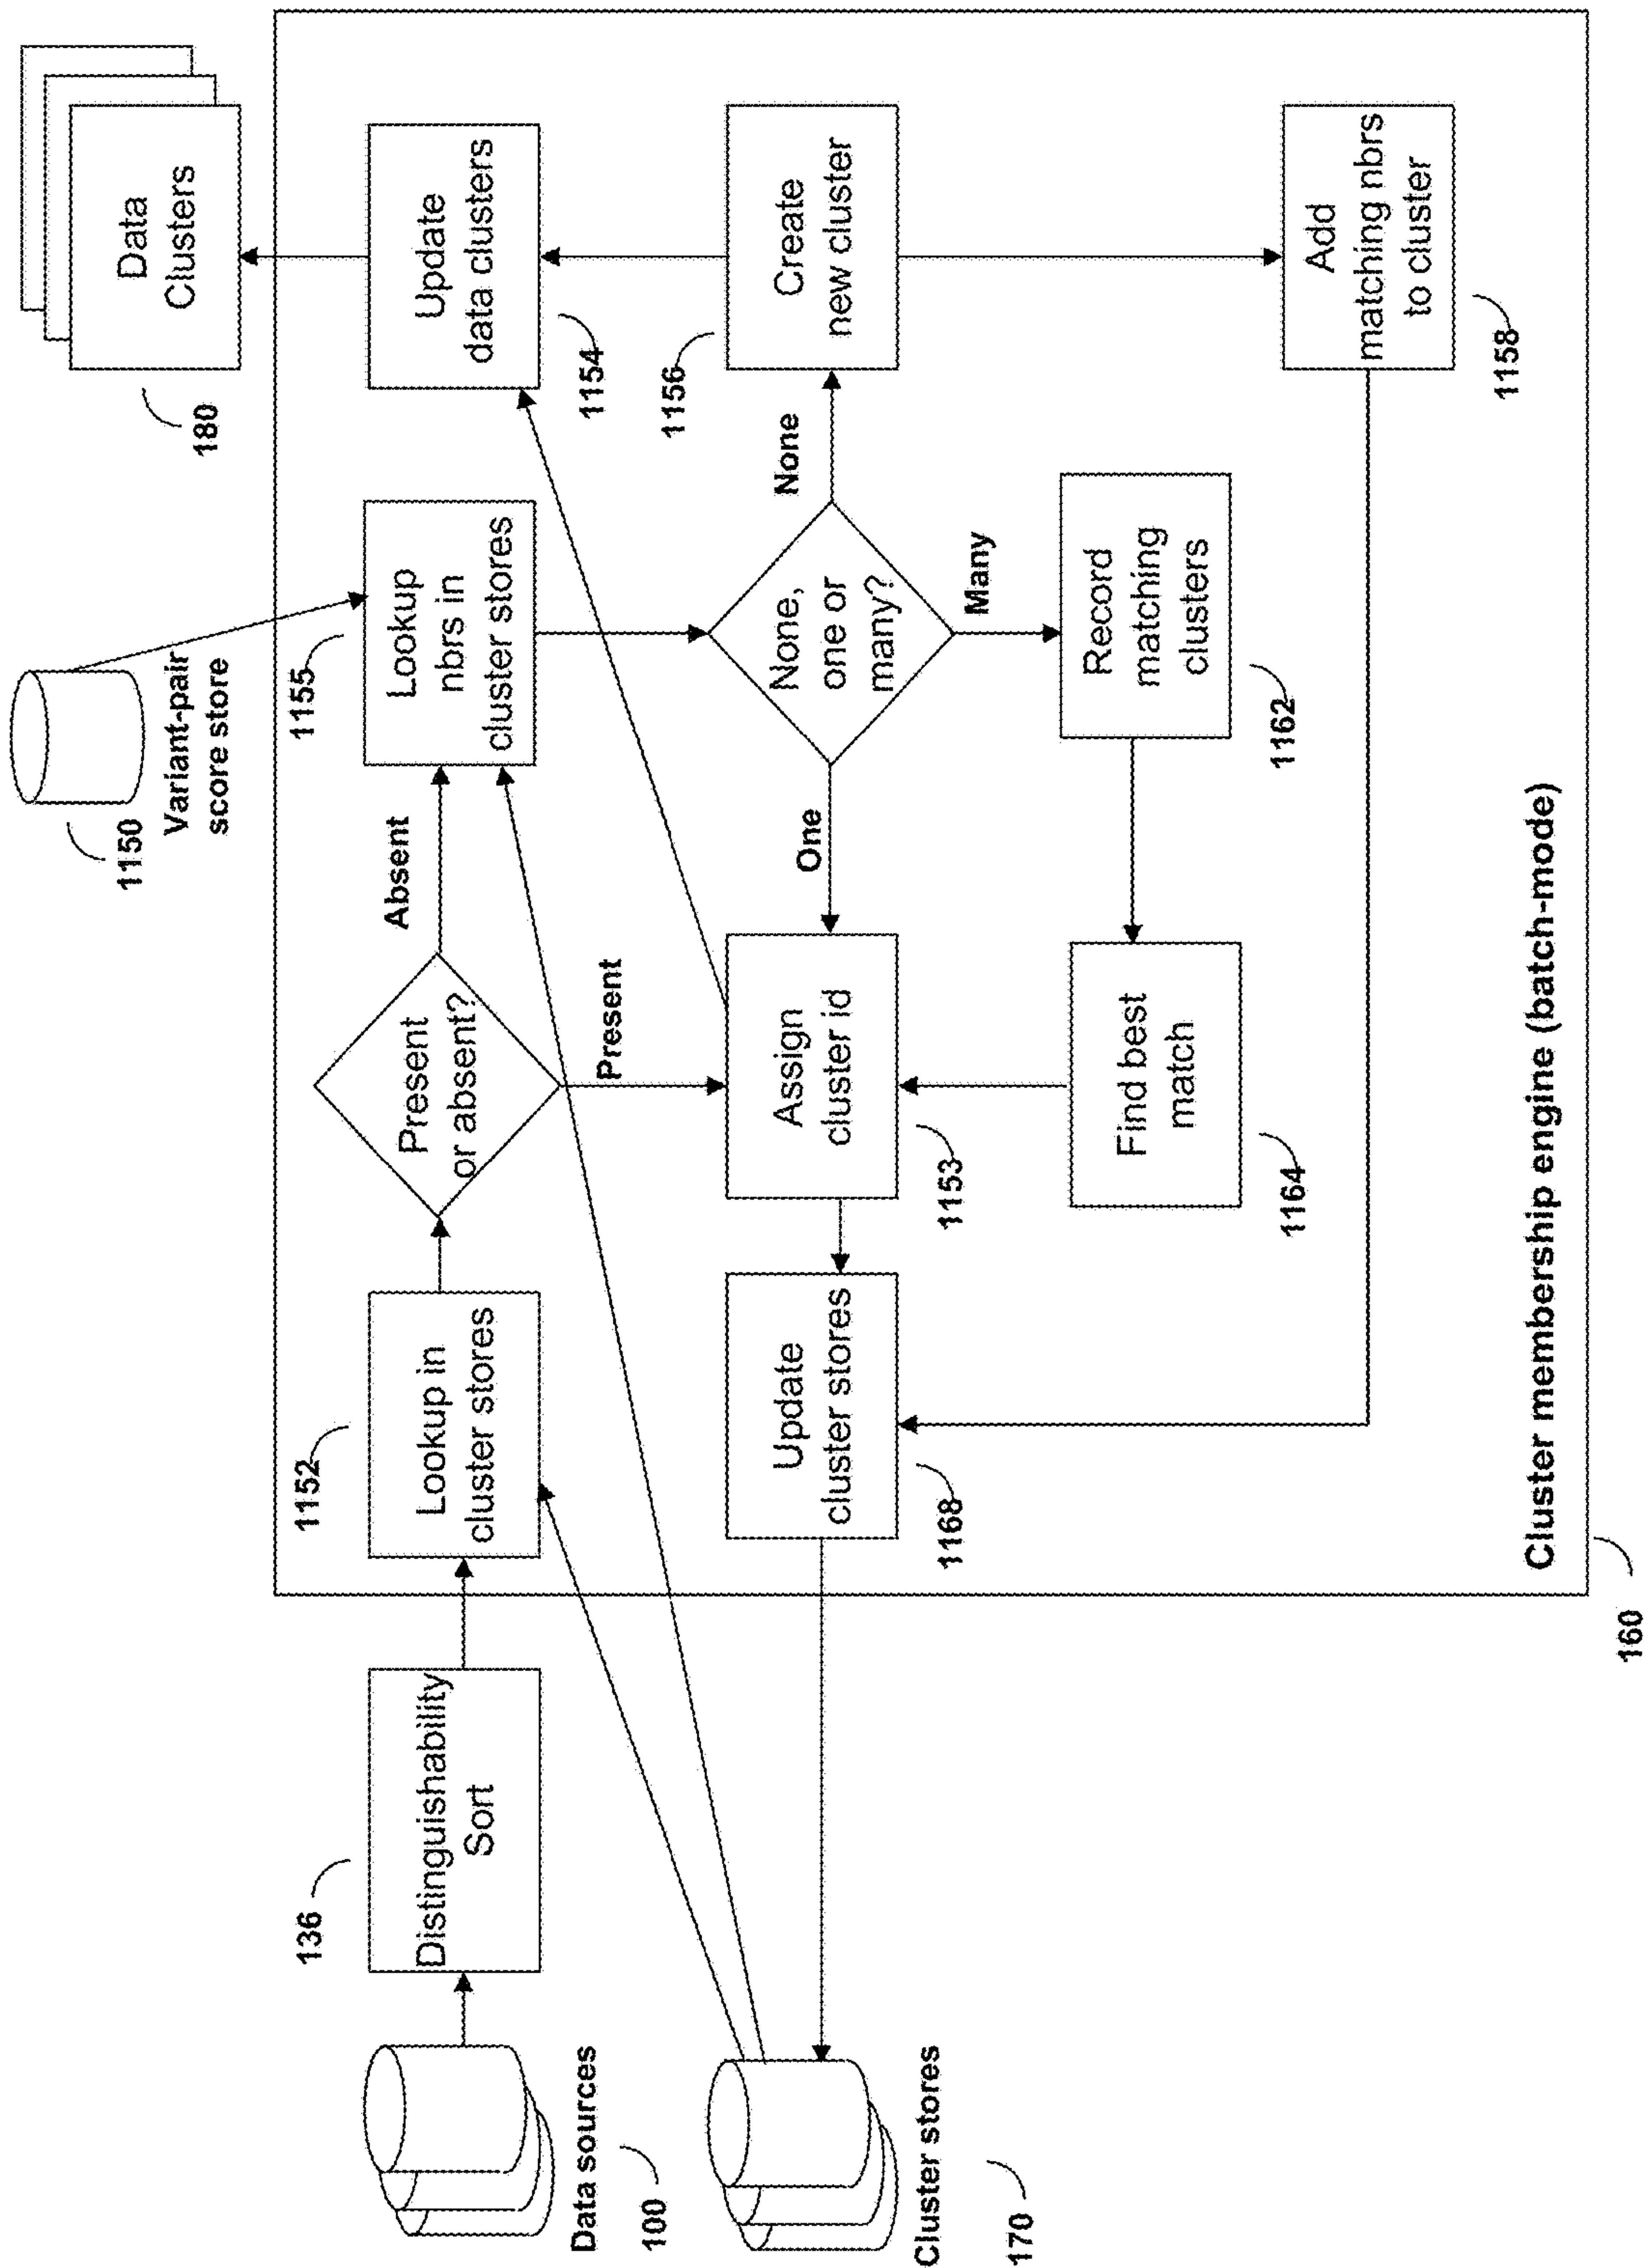 Data sources
100
Distinguishability
Sort
136
Cluster stores
170
Lookup in
cluster stores
1152
Present
or absent?
Absent
Present
Variant-pair
score store
1150
Lookup
nbrs in
cluster stores
1155
Update
data clusters
1154
Data
Clusters
180
Update
cluster stores
1168
Assign
cluster id
1153
One
None,
one or
many?
None
Many
Create
new cluster
1156
Find best
match
1164
Record
matching
clusters
1162
Add
matching nbrs
to cluster
1158
Cluster membership engine (batch-mode)
160